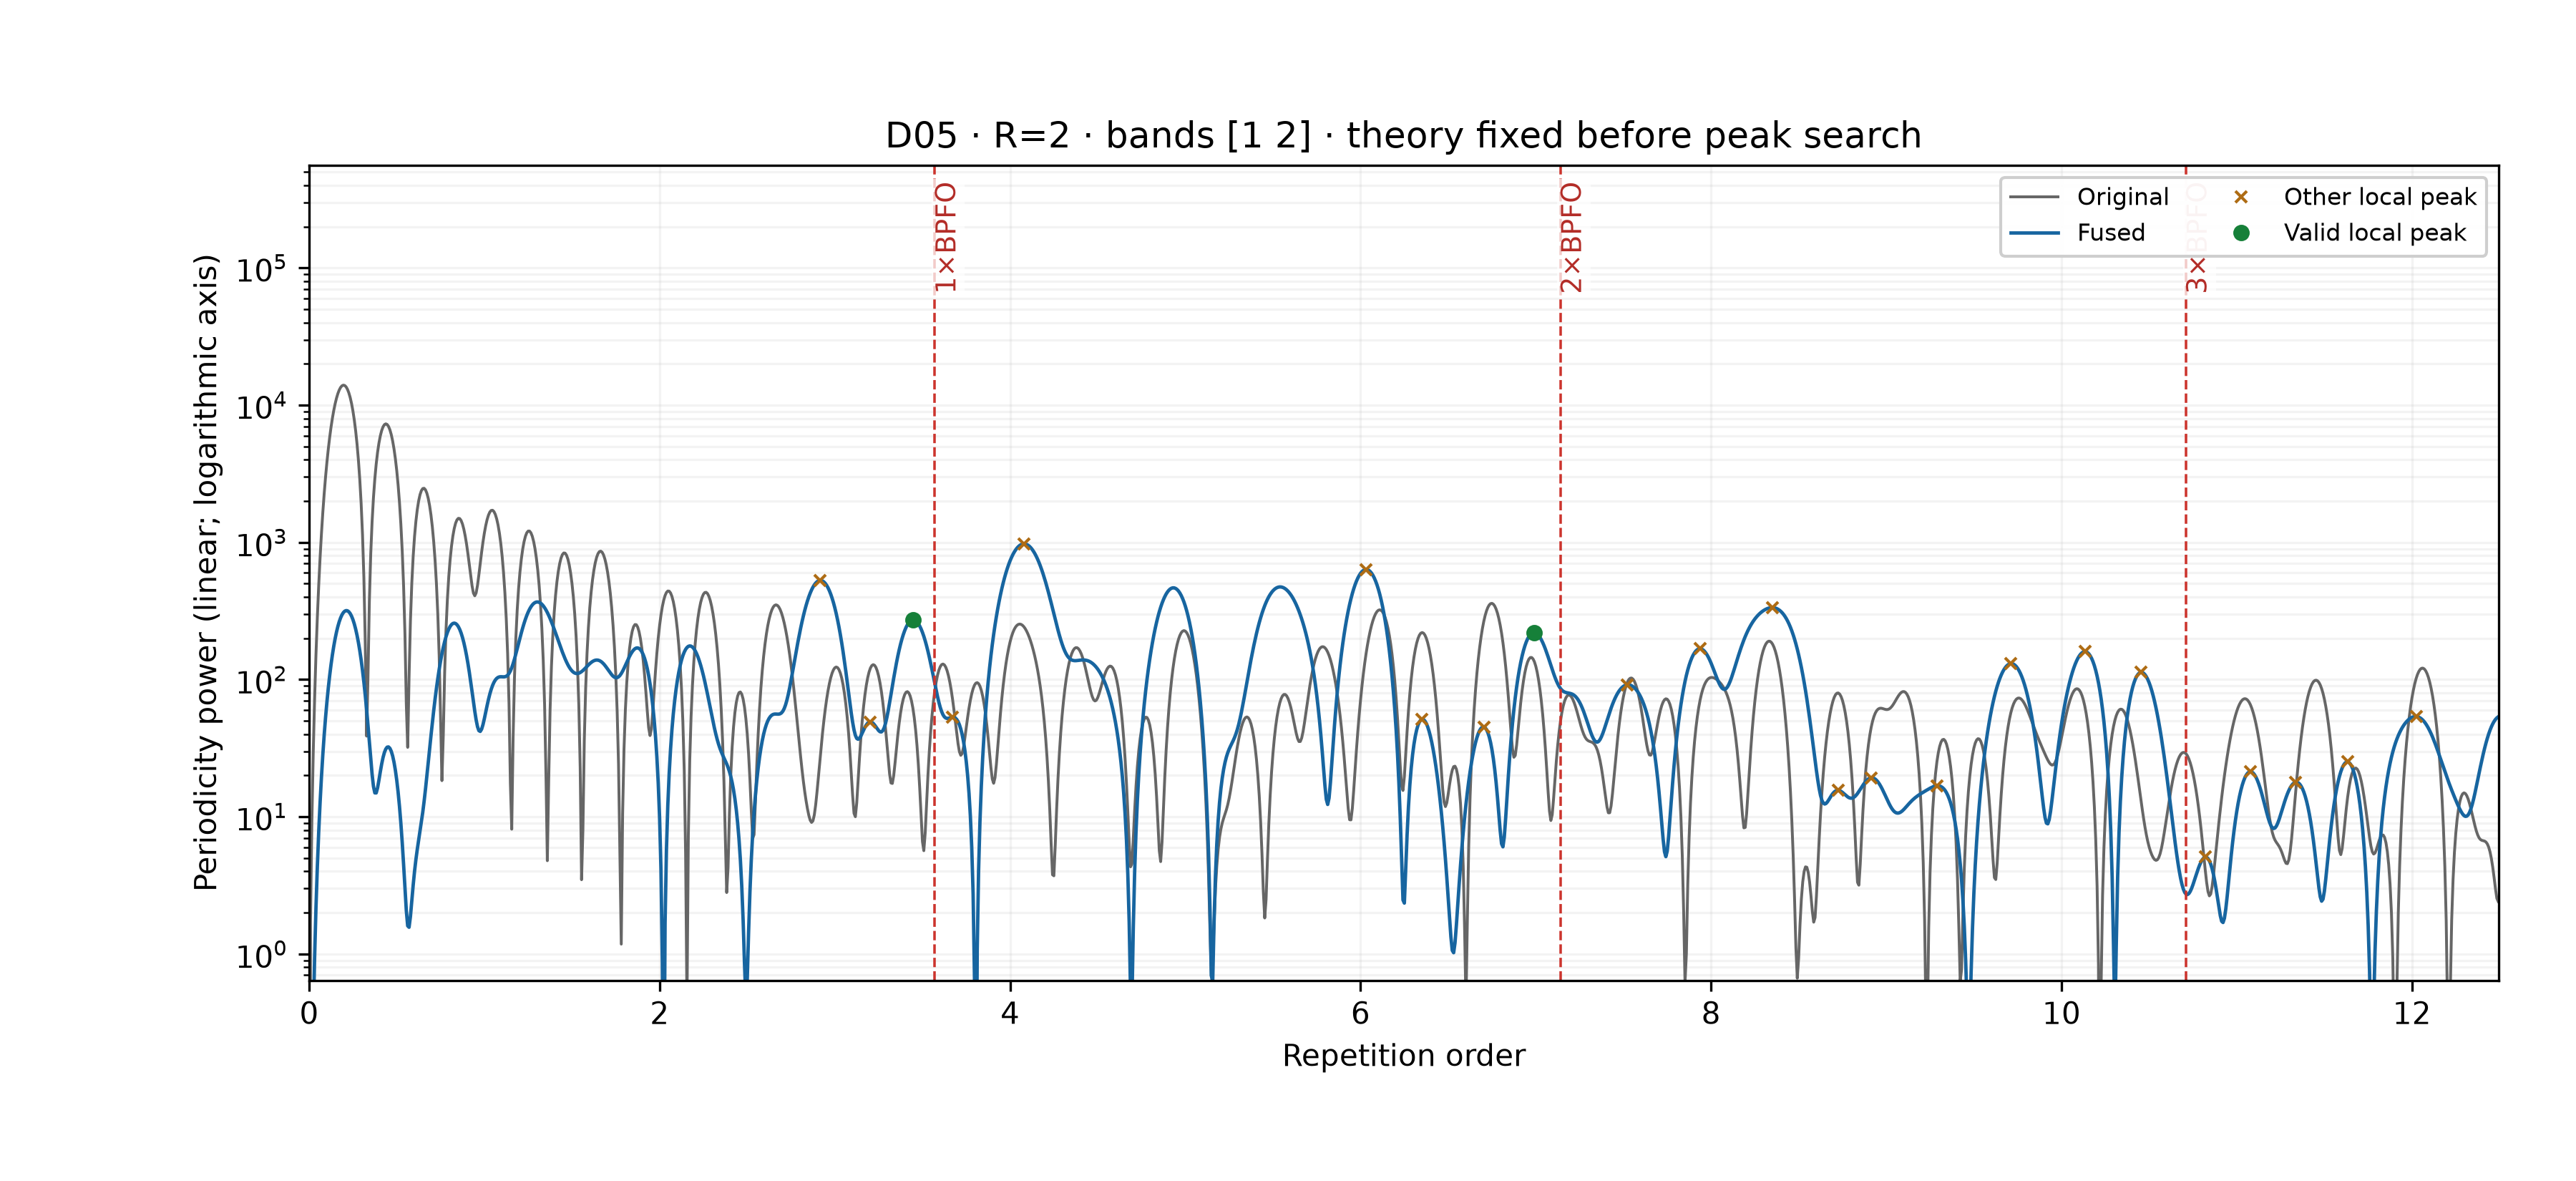 D05 · R=2 · bands [1 2] · theory fixed before peak search
Periodicity power (linear; logarithmic axis)
10⁵
10⁴
10³
10²
10¹
10⁰
1×BPFO
2×BPFO
3×BPFO
Original
Fused
Other local peak
Valid local peak
0 2 4 6 8 10 12
Repetition order